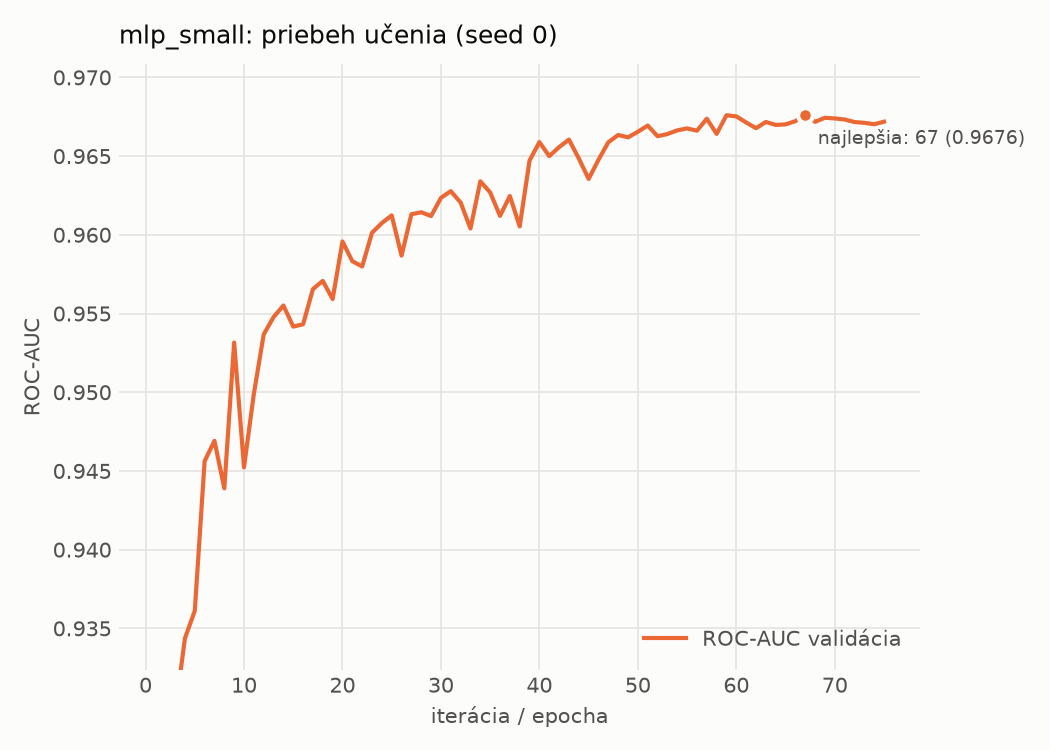 mlp_small: priebeh učenia (seed 0)
0.970
0.965
0.960
0.955
0.950
0.945
0.940
0.935
ROC-AUC
najlepšia: 67 (0.9676)
ROC-AUC validácia
0 10 20 30 40 50 60 70
iterácia / epocha